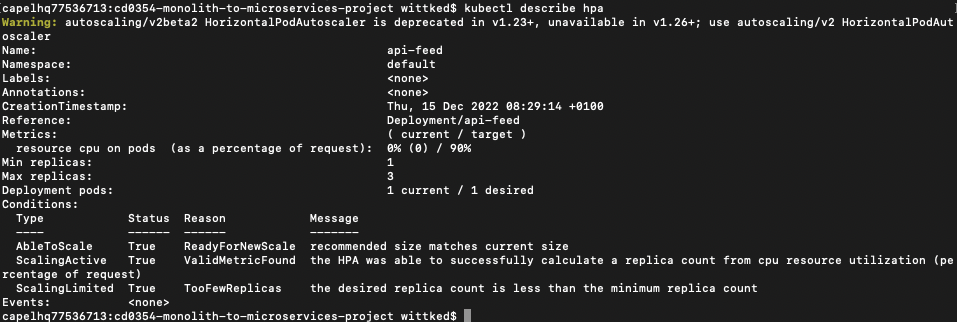 [capelhq77536713:cd0354-monolith-to-microservices-project wittked$ kubectl describe hpa ]
Warning: autoscaling/v2beta2 HorizontalPodAutoscaler is deprecated in v1.23+, unavailable in v1.26+; use autoscaling/v2 HorizontalPodAut
oscaler
Name: api-feed
Namespace: default
Labels: <none>
Annotations: <none>
CreationTimestamp: Thu, 15 Dec 2022 08:29:14 +0100
Reference: Deployment/api-feed
Metrics: ( current / target )
  resource cpu on pods  (as a percentage of request): 0% (0) / 90%
Min replicas: 1
Max replicas: 3
Deployment pods: 1 current / 1 desired
Conditions:
  Type            Status  Reason            Message
  ----            ------  ------            -------
  AbleToScale     True    ReadyForNewScale  recommended size matches current size
  ScalingActive   True    ValidMetricFound  the HPA was able to successfully calculate a replica count from cpu resource utilization (pe
rcentage of request)
  ScalingLimited  True    TooFewReplicas    the desired replica count is less than the minimum replica count
Events:           <none>
capelhq77536713:cd0354-monolith-to-microservices-project wittked$